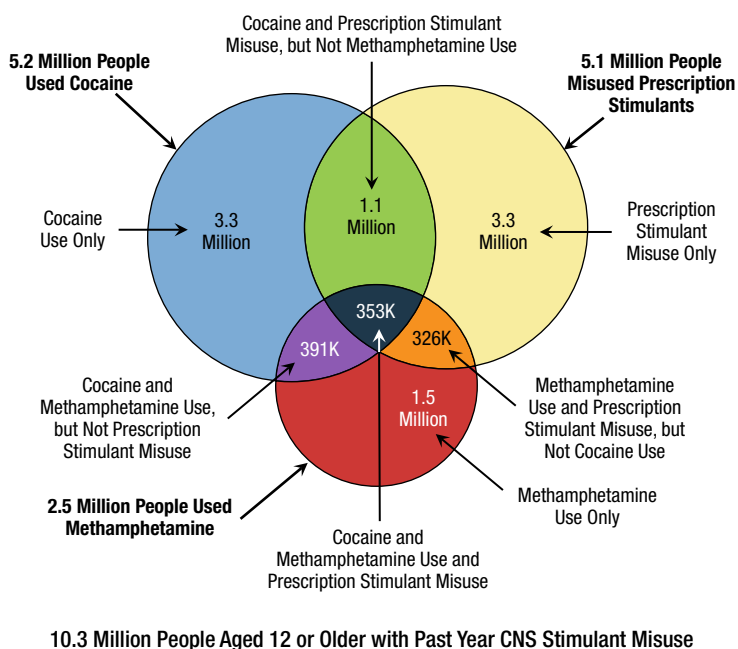 Cocaine and Prescription Stimulant
Misuse, but Not Methamphetamine Use
5.2 Million People
Used Cocaine
5.1 Million People
Misused Prescription
Stimulants
Cocaine
Use Only
3.3
Million
1.1
Million
3.3
Million
Prescription
Stimulant
Misuse Only
353K
391K
326K
Cocaine and
Methamphetamine Use,
but Not Prescription
Stimulant Misuse
1.5
Million
Methamphetamine
Use and Prescription
Stimulant Misuse, but
Not Cocaine Use
2.5 Million People Used
Methamphetamine
Methamphetamine
Use Only
Cocaine and
Methamphetamine Use and
Prescription Stimulant Misuse
10.3 Million People Aged 12 or Older with Past Year CNS Stimulant Misuse